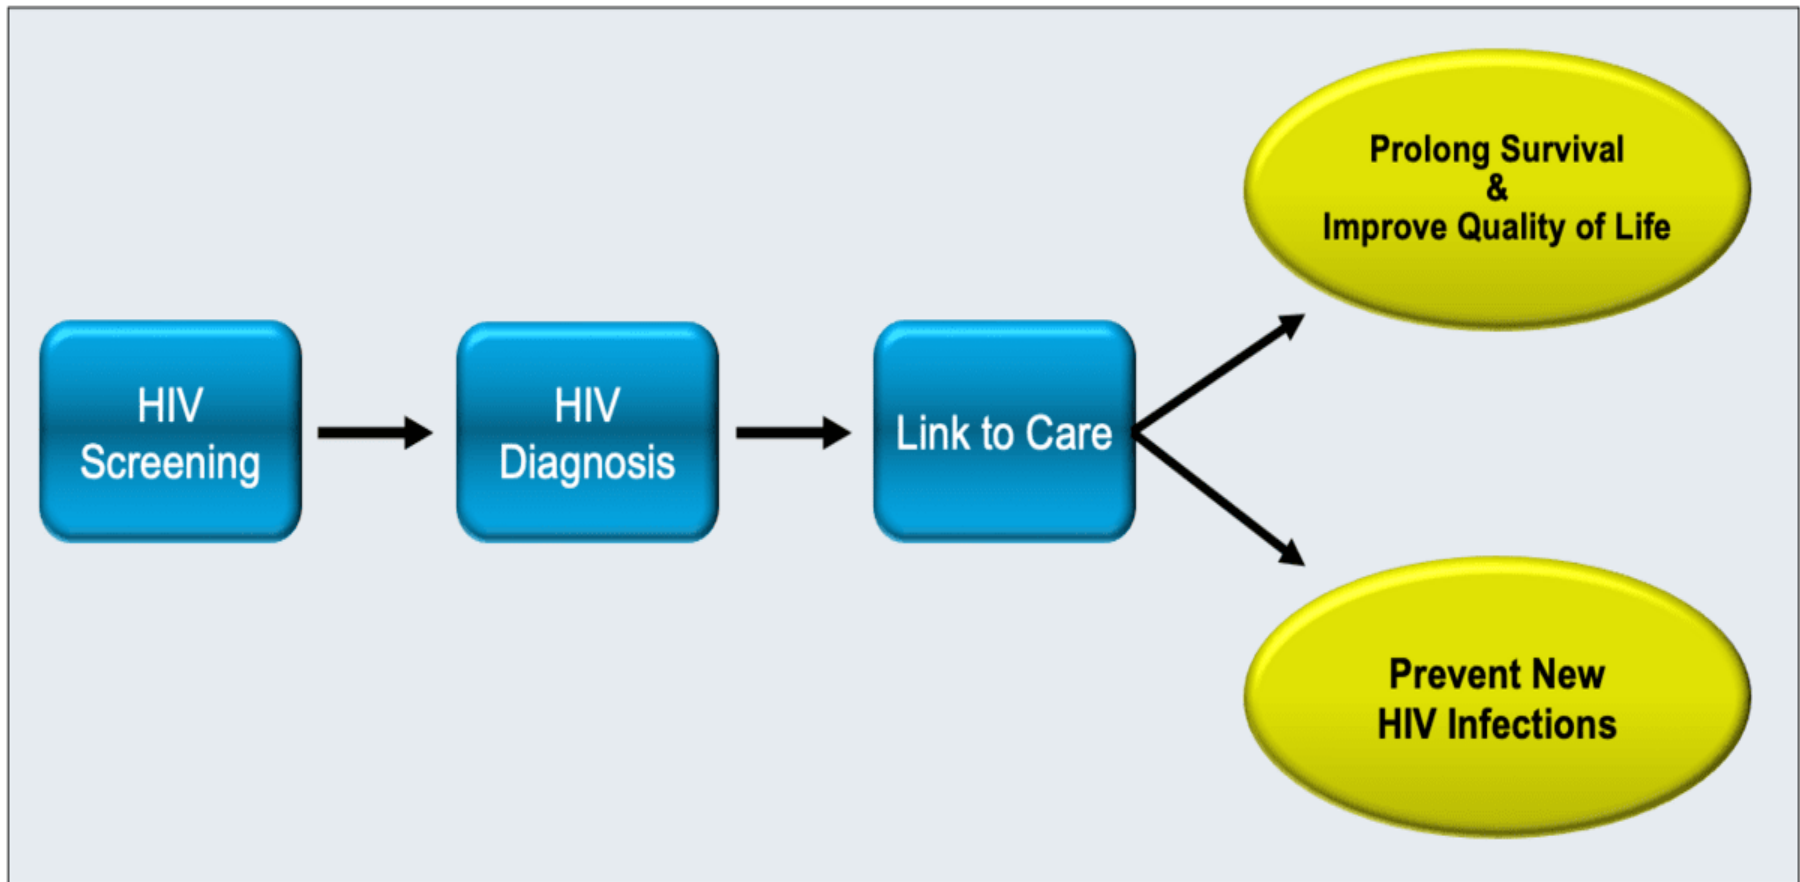 HIV
Screening
HIV
Diagnosis
Link to Care
Prolong Survival
&
Improve Quality of Life
Prevent New
HIV Infections